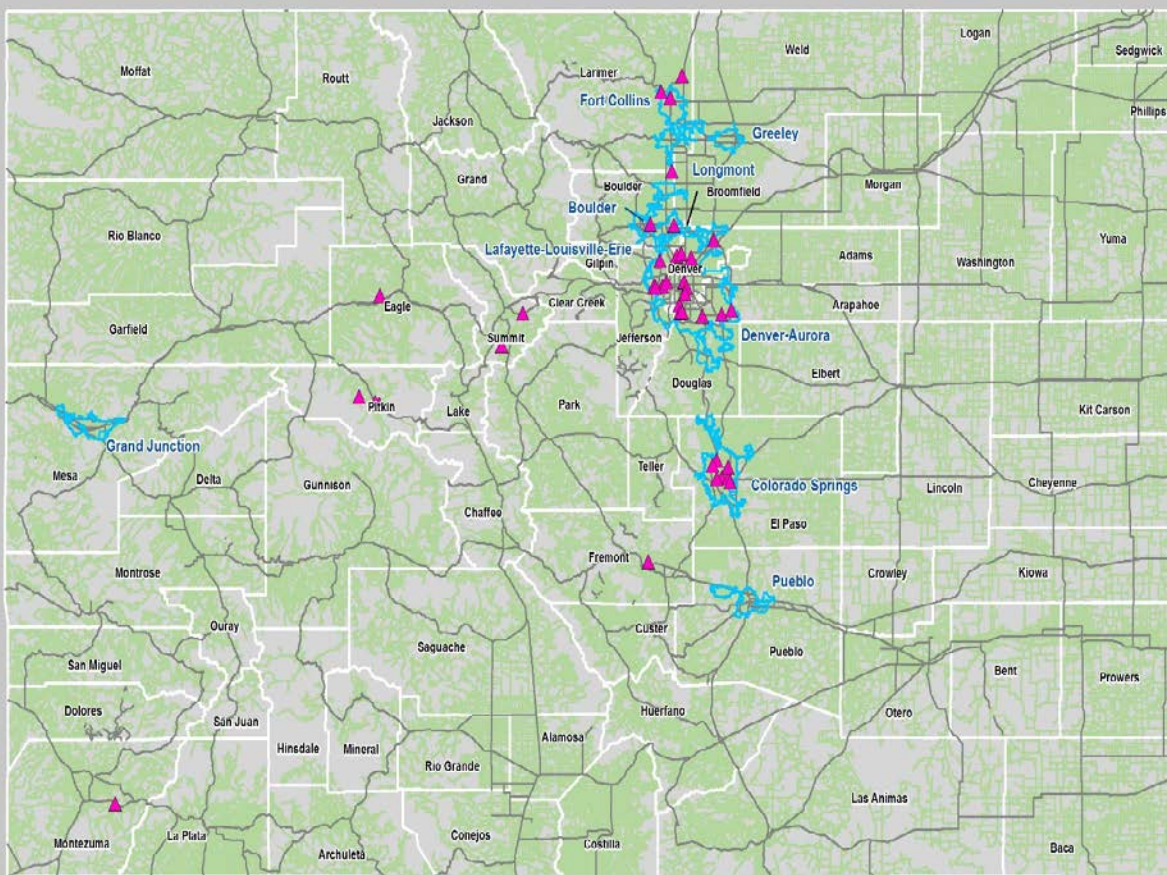 Logan
Weld
Sedgwick
Moffat
Routt
Larimer
Fort Collins
Phillips
Jackson
Greeley
Grand
Longmont
Morgan
Boulder
Broomfield
Boulder
Rio Blanco
Yuma
Lafayette-Louisville-Erie
Gilpin
Adams
Washington
Denver
Eagle
Clear Creek
Arapahoe
Garfield
Summit
Jefferson
Denver-Aurora
Elbert
Douglas
Pitkin
Lake
Park
Kit Carson
Grand Junction
Mesa
Delta
Gunnison
Teller
Colorado Springs
Lincoln
Cheyenne
Chaffee
El Paso
Fremont
Montrose
Pueblo
Crowley
Kiowa
Ouray
Custer
Saguache
Pueblo
San Miguel
Bent
Prowers
Dolores
San Juan
Huerfano
Otero
Hinsdale
Mineral
Alamosa
Rio Grande
Las Animas
Montezuma
La Plata
Conejos
Costilla
Archuleta
Baca